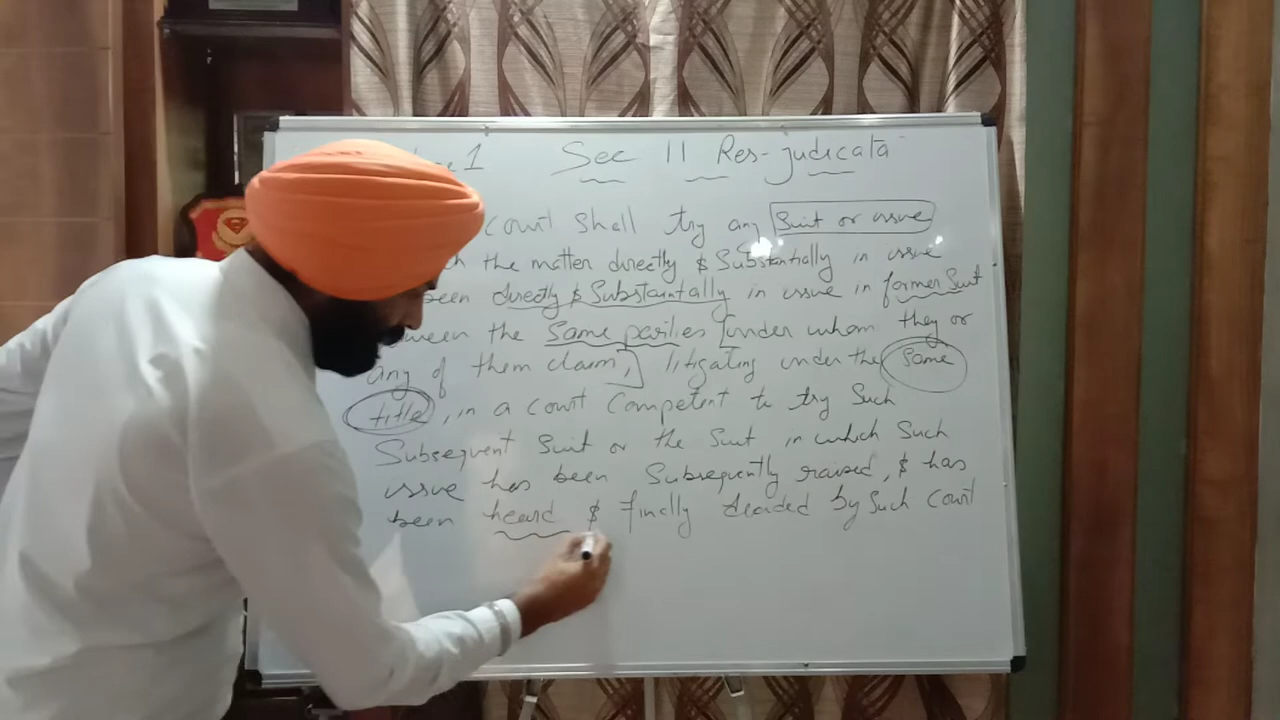 1 Sec 11 Res-judicata
court shall try any Suit or issue
the matter directly & Substantially in issue
been directly & Substaintally in issue in former Suit
the Same parties [under whom they or
any of them claim,] litigating under the Same
title, in a court Competent to try Such
Subsequent Suit or the Suit in which Such
issue has been Subsequently raised, & has
been heard & finally decided by Such Court